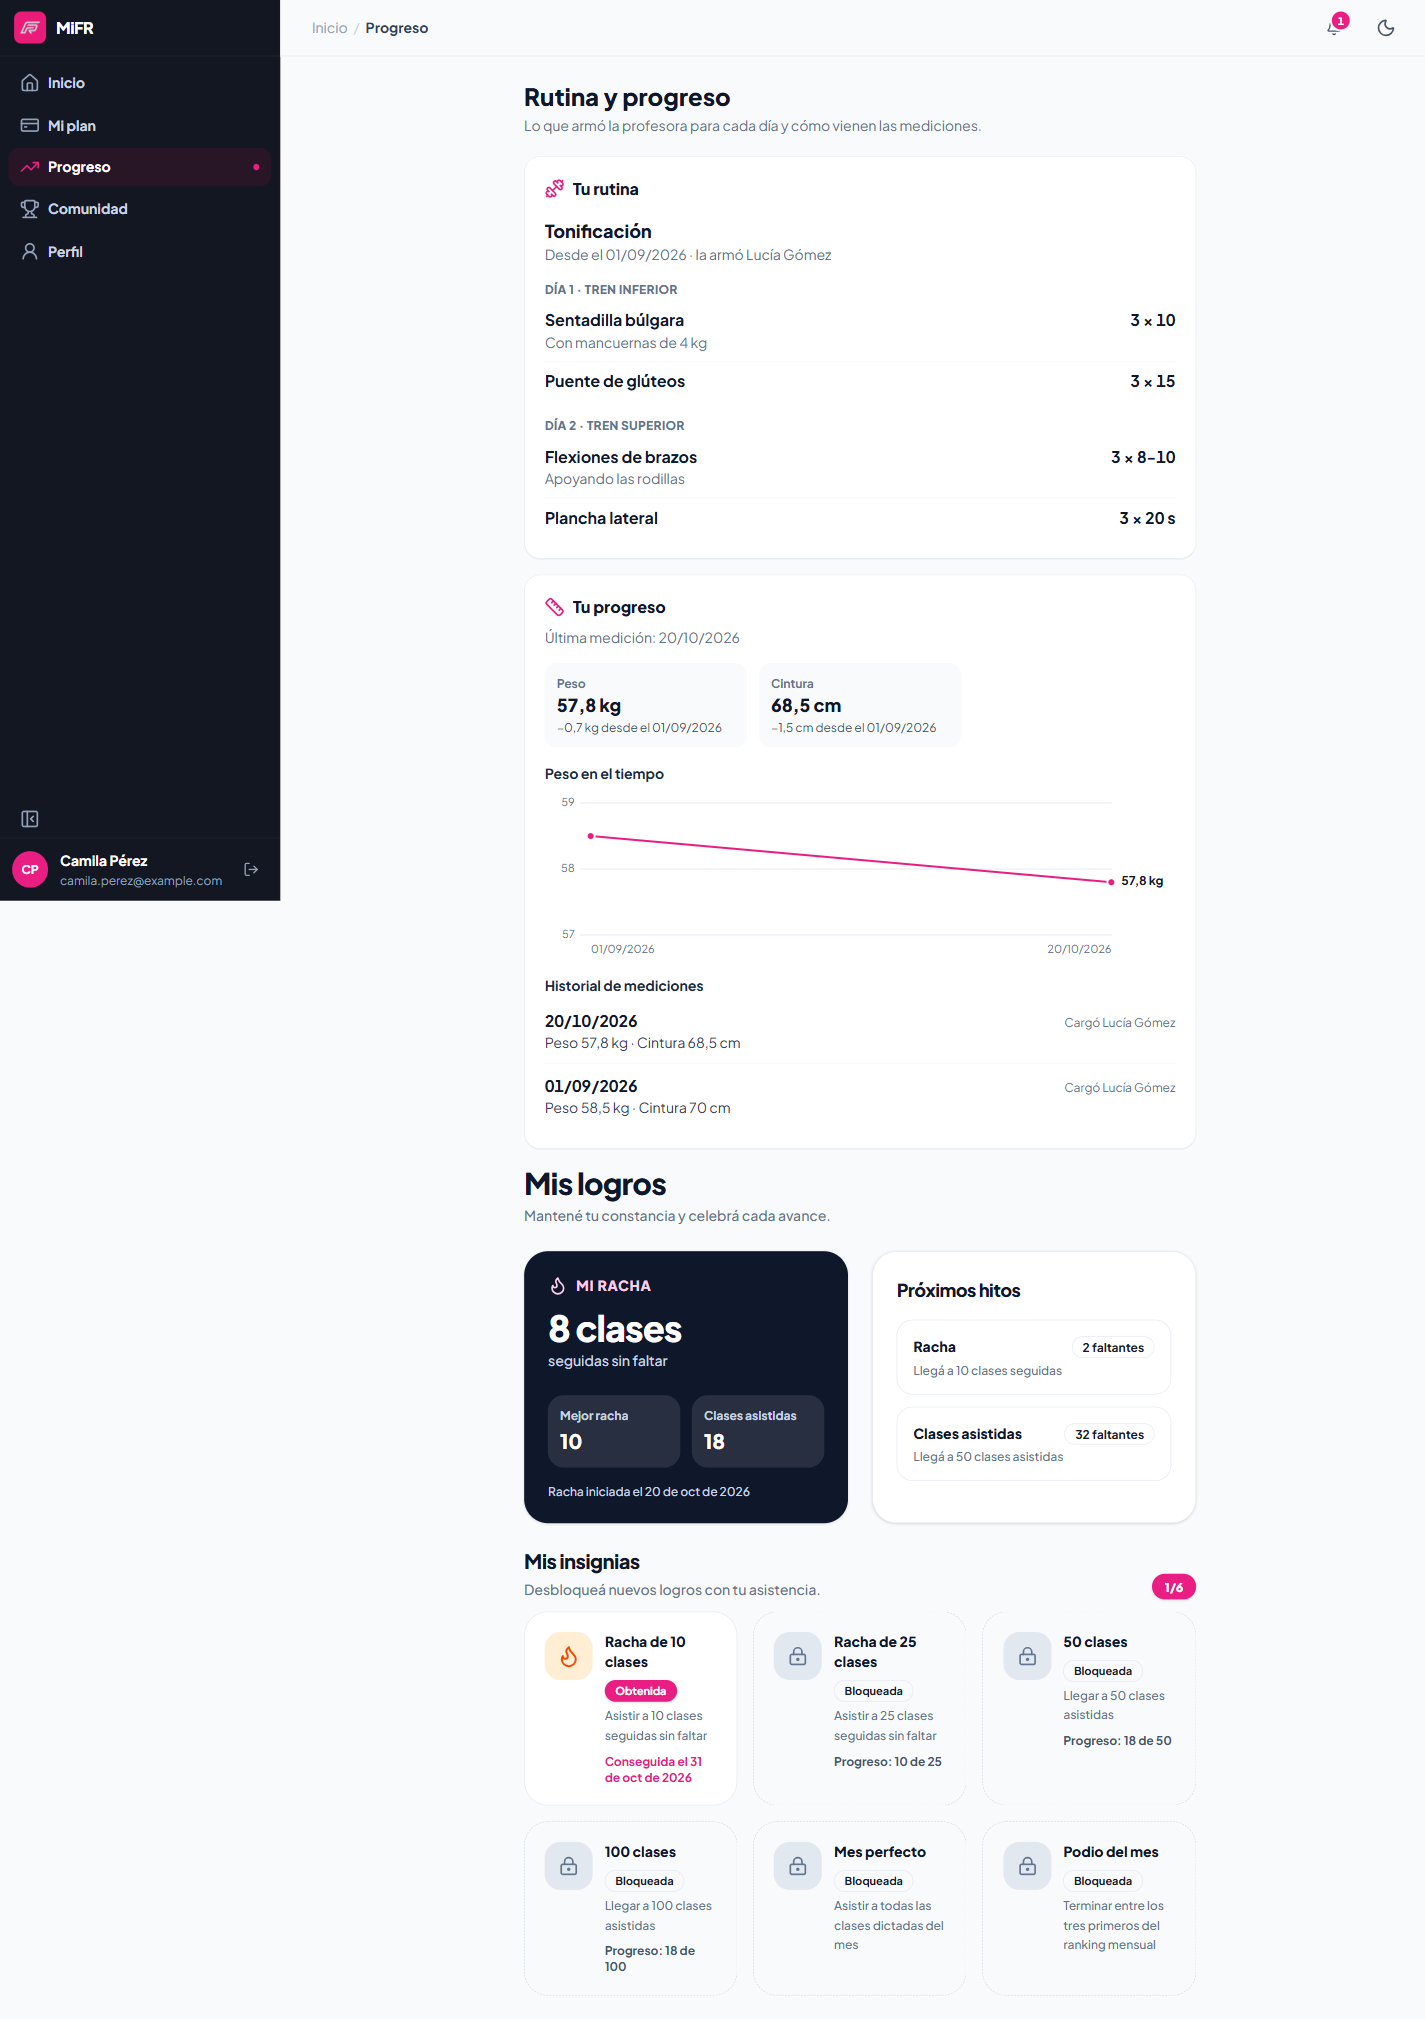 MiFR
Inicio / Progreso
1
Inicio
Mi plan
Progreso
Comunidad
Perfil
CP
Camila Pérez
camila.perez@example.com
Rutina y progreso
Lo que armó la profesora para cada día y cómo vienen las mediciones.
Tu rutina
Tonificación
Desde el 01/09/2026 · la armó Lucía Gómez
DÍA 1 · TREN INFERIOR
Sentadilla búlgara 3 × 10
Con mancuernas de 4 kg
Puente de glúteos 3 × 15
DÍA 2 · TREN SUPERIOR
Flexiones de brazos 3 × 8–10
Apoyando las rodillas
Plancha lateral 3 × 20 s
Tu progreso
Última medición: 20/10/2026
Peso
57,8 kg
−0,7 kg desde el 01/09/2026
Cintura
68,5 cm
−1,5 cm desde el 01/09/2026
Peso en el tiempo
59
58
57
57,8 kg
01/09/2026 20/10/2026
Historial de mediciones
20/10/2026 Cargó Lucía Gómez
Peso 57,8 kg · Cintura 68,5 cm
01/09/2026 Cargó Lucía Gómez
Peso 58,5 kg · Cintura 70 cm
Mis logros
Mantené tu constancia y celebrá cada avance.
MI RACHA
8 clases
seguidas sin faltar
Mejor racha
10
Clases asistidas
18
Racha iniciada el 20 de oct de 2026
Próximos hitos
Racha 2 faltantes
Llegá a 10 clases seguidas
Clases asistidas 32 faltantes
Llegá a 50 clases asistidas
Mis insignias
Desbloqueá nuevos logros con tu asistencia.
1/6
Racha de 10
clases
Obtenida
Asistir a 10 clases
seguidas sin faltar
Conseguida el 31
de oct de 2026
Racha de 25
clases
Bloqueada
Asistir a 25 clases
seguidas sin faltar
Progreso: 10 de 25
50 clases
Bloqueada
Llegar a 50 clases
asistidas
Progreso: 18 de 50
100 clases
Bloqueada
Llegar a 100 clases
asistidas
Progreso: 18 de
100
Mes perfecto
Bloqueada
Asistir a todas las
clases dictadas del
mes
Podio del mes
Bloqueada
Terminar entre los
tres primeros del
ranking mensual